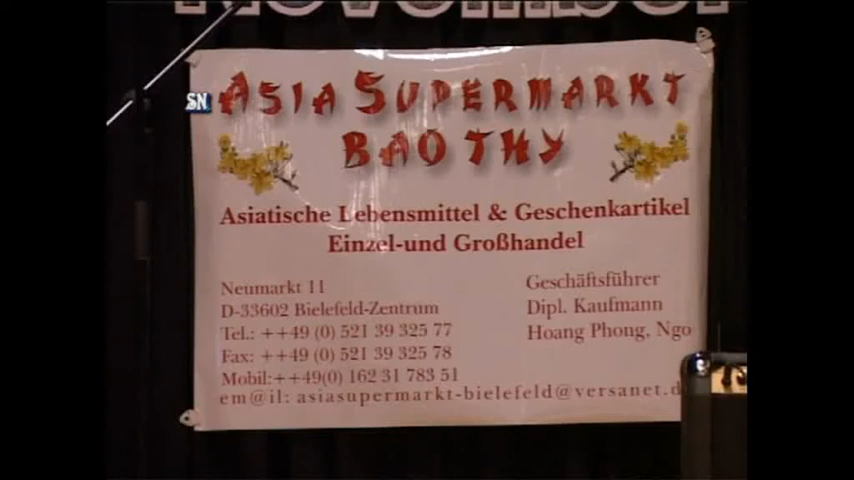 November
SN
ASIA SUPERMARKT
BAO THY
Asiatische Lebensmittel & Geschenkartikel
Einzel-und Großhandel
Neumarkt 11
D-33602 Bielefeld-Zentrum
Tel.: ++49 (0) 521 39 325 77
Fax: ++49 (0) 521 39 325 78
Mobil:++49(0) 162 31 783 51
em@il: asiasupermarkt-bielefeld@versanet.d
Geschäftsführer
Dipl. Kaufmann
Hoang Phong, Ngo